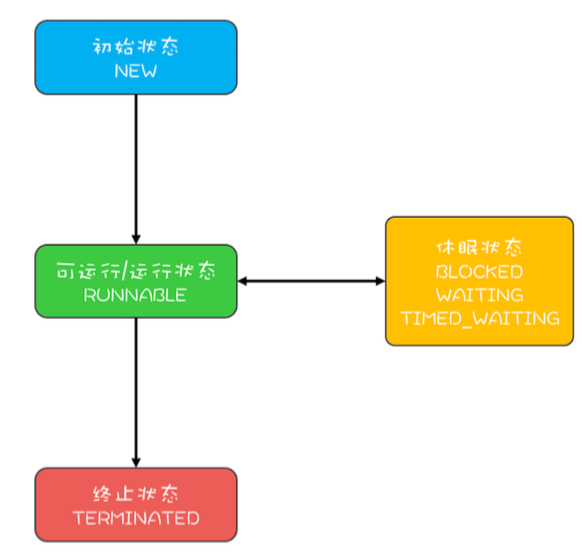 初始状态
NEW
可运行/运行状态
RUNNABLE
休眠状态
BLOCKED
WAITING
TIMED_WAITING
终止状态
TERMINATED